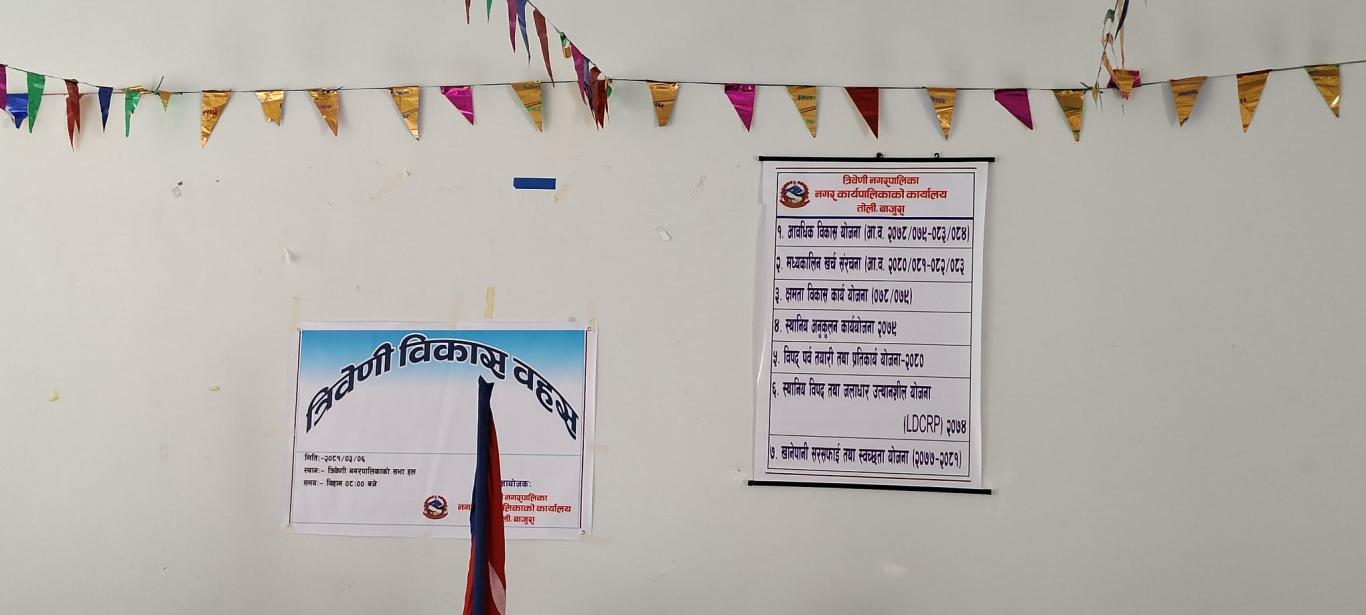 त्रिवेणी विकास वहस
मिति:-२०८१/०३/०६
स्थान:- त्रिवेणी नगरपालिकाको सभा हल
समय:- विहान ०८:०० बजे
नगरपालिका
तोली, बाजुरा
त्रिवेणी नगरपालिका
नगर कार्यपालिकाको कार्यालय
तोली, बाजुरा
१. आवधिक विकास योजना (आ.व. २०७८/०७९-०८३/०८४)
२. मध्यकालिन खर्च संरचना (आ.व. २०८०/०८१-०८२/०८३
३. क्षमता विकास कार्य योजना (०७८/०७९)
४. स्थानिय अनुकुलन कार्ययोजना २०७९
५. विपद् पर्व तयारी तथा प्रतिकार्य योजना-२०८०
६. स्थानिय विपद् तथा जलाधार उत्थानशील योजना
(LDCRP) २०७४
७. खानेपानी सरसफाई तथा स्वच्छता योजना (२०७७-२०८१)